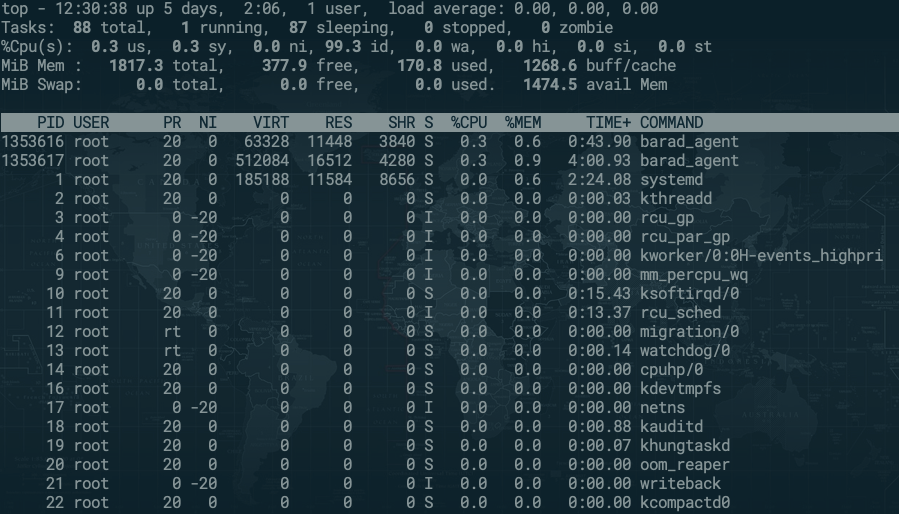 top - 12:30:38 up 5 days,  2:06,  1 user,  load average: 0.00, 0.00, 0.00
Tasks:  88 total,   1 running,  87 sleeping,   0 stopped,   0 zombie
%Cpu(s):  0.3 us,  0.3 sy,  0.0 ni, 99.3 id,  0.0 wa,  0.0 hi,  0.0 si,  0.0 st
MiB Mem :   1817.3 total,    377.9 free,    170.8 used,   1268.6 buff/cache
MiB Swap:      0.0 total,      0.0 free,      0.0 used.   1474.5 avail Mem
PID USER      PR  NI    VIRT    RES    SHR S  %CPU  %MEM     TIME+ COMMAND
1353616 root      20   0   63328  11448   3840 S   0.3   0.6   0:43.90 barad_agent
1353617 root      20   0  512084  16512   4280 S   0.3   0.9   4:00.93 barad_agent
1 root      20   0  185188  11584   8656 S   0.0   0.6   2:24.08 systemd
2 root      20   0       0      0      0 S   0.0   0.0   0:00.03 kthreadd
3 root       0 -20       0      0      0 I   0.0   0.0   0:00.00 rcu_gp
4 root       0 -20       0      0      0 I   0.0   0.0   0:00.00 rcu_par_gp
6 root       0 -20       0      0      0 I   0.0   0.0   0:00.00 kworker/0:0H-events_highpri
9 root       0 -20       0      0      0 I   0.0   0.0   0:00.00 mm_percpu_wq
10 root      20   0       0      0      0 S   0.0   0.0   0:15.43 ksoftirqd/0
11 root      20   0       0      0      0 I   0.0   0.0   0:13.37 rcu_sched
12 root      rt   0       0      0      0 S   0.0   0.0   0:00.00 migration/0
13 root      rt   0       0      0      0 S   0.0   0.0   0:00.14 watchdog/0
14 root      20   0       0      0      0 S   0.0   0.0   0:00.00 cpuhp/0
16 root      20   0       0      0      0 S   0.0   0.0   0:00.00 kdevtmpfs
17 root       0 -20       0      0      0 I   0.0   0.0   0:00.00 netns
18 root      20   0       0      0      0 S   0.0   0.0   0:00.88 kauditd
19 root      20   0       0      0      0 S   0.0   0.0   0:00.07 khungtaskd
20 root      20   0       0      0      0 S   0.0   0.0   0:00.00 oom_reaper
21 root       0 -20       0      0      0 I   0.0   0.0   0:00.00 writeback
22 root      20   0       0      0      0 S   0.0   0.0   0:00.00 kcompactd0